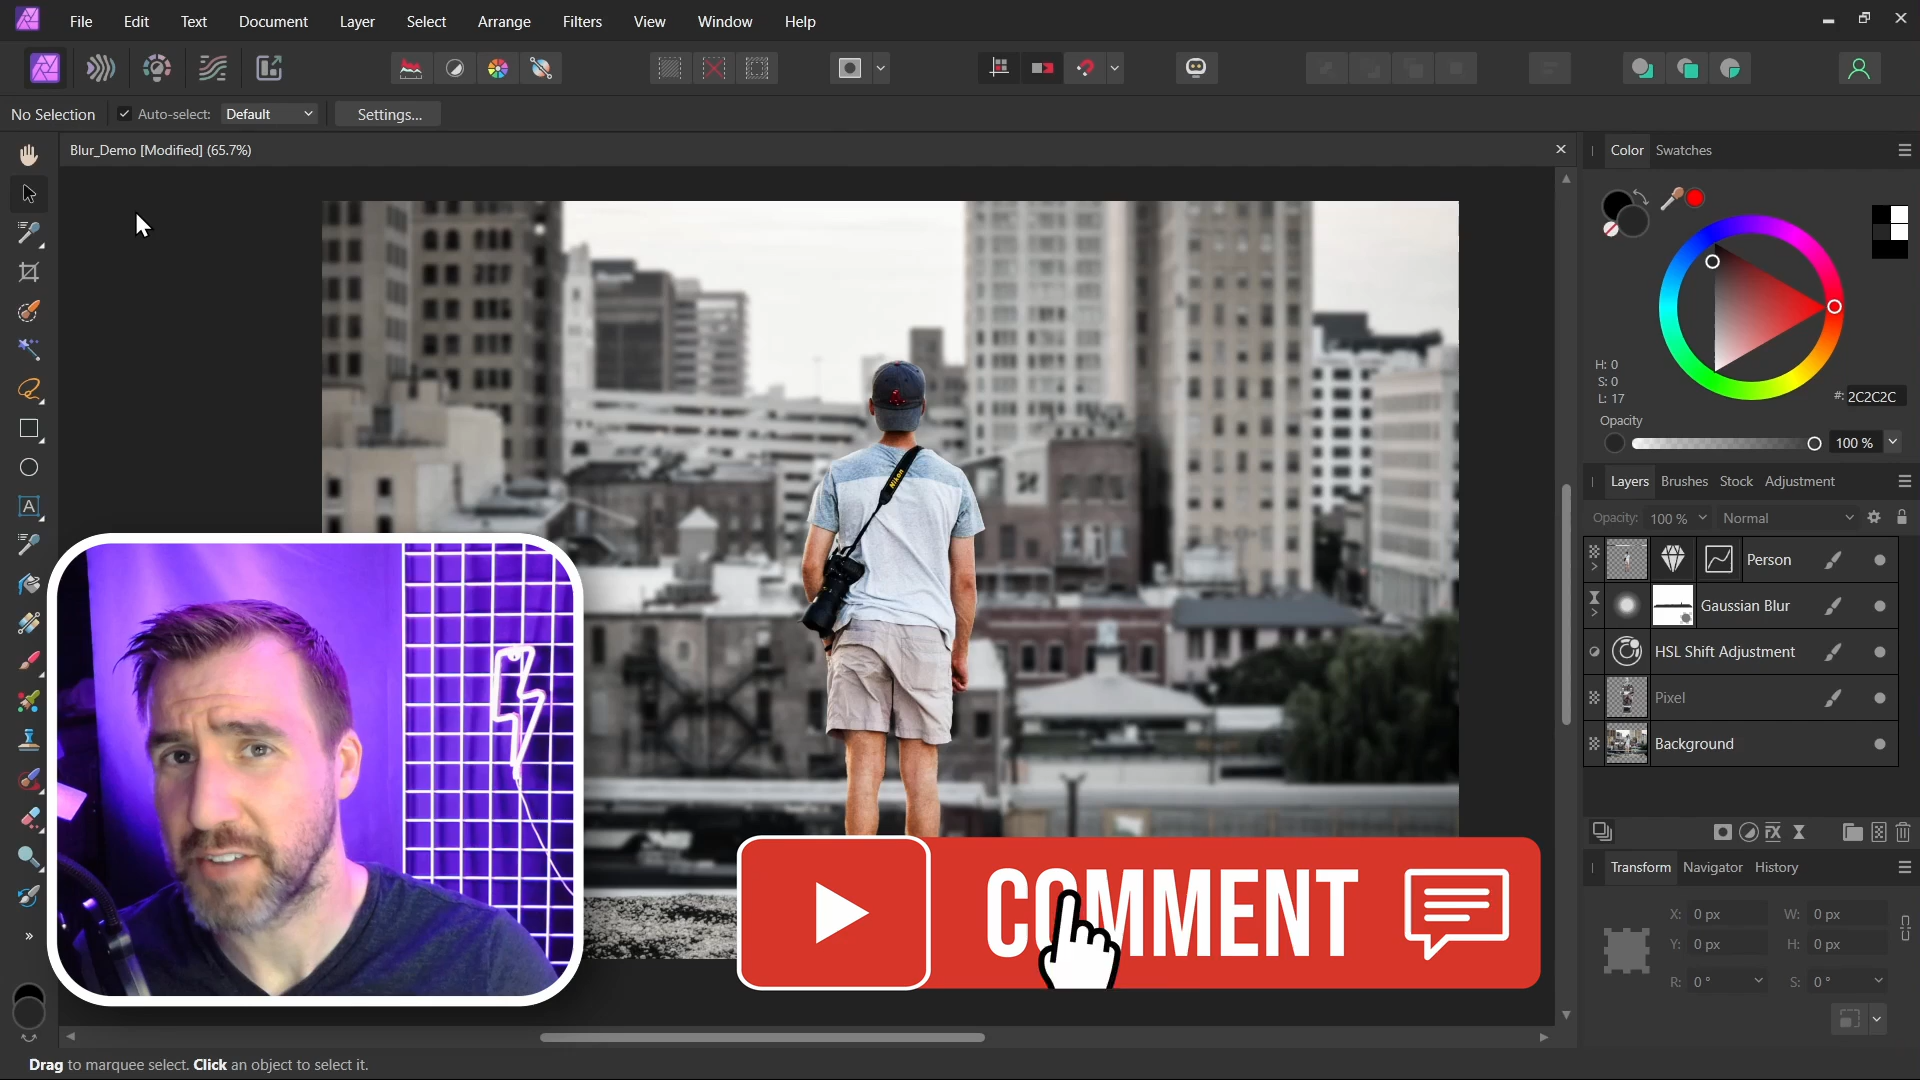 File Edit Text Document Layer Select Arrange Filters View Window Help
No Selection Auto-select: Default Settings...
Blur_Demo [Modified] (65.7%)
Color Swatches
H: 0
S: 0
L: 17
#: 2C2C2C
Opacity
100 %
Layers Brushes Stock Adjustment
Opacity: 100 % Normal
Person
Gaussian Blur
HSL Shift Adjustment
Pixel
Background
Nikon
COMMENT
Transform Navigator History
X: 0 px W: 0 px
Y: 0 px H: 0 px
R: 0 ° S: 0 °
Drag to marquee select. Click an object to select it.